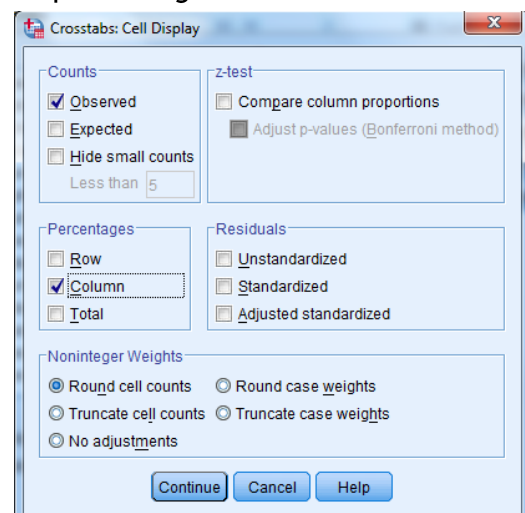 Crosstabs: Cell Display
Counts
Observed
Expected
Hide small counts
Less than 5
z-test
Compare column proportions
Adjust p-values (Bonferroni method)
Percentages
Row
Column
Total
Residuals
Unstandardized
Standardized
Adjusted standardized
Noninteger Weights
Round cell counts Round case weights
Truncate cell counts Truncate case weights
No adjustments
Continue Cancel Help